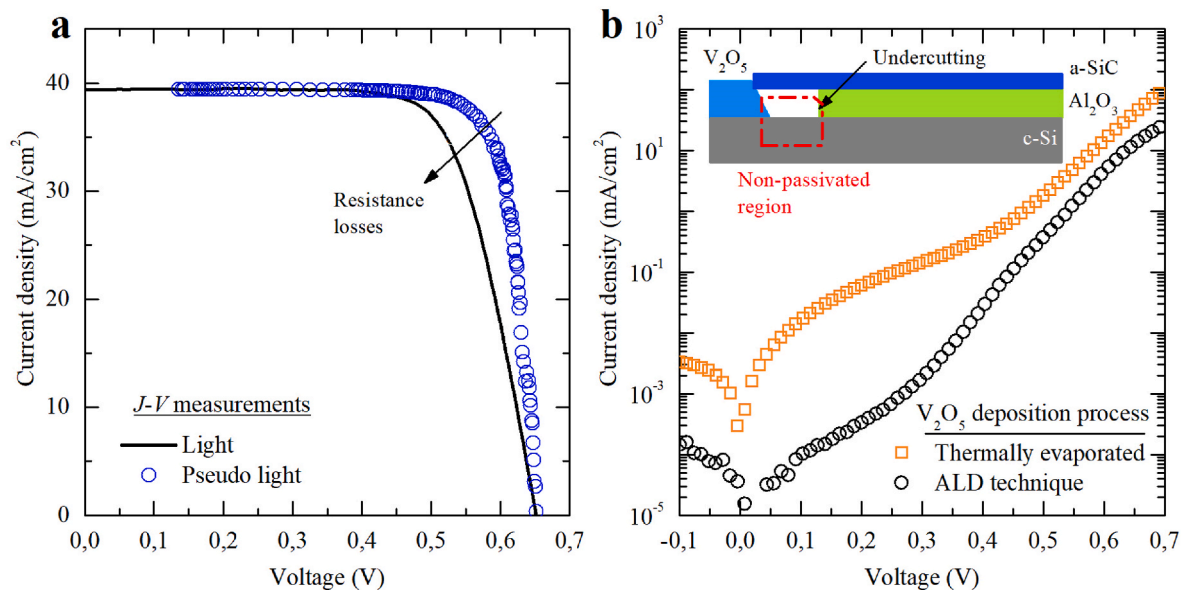 a
Current density (mA/cm²)
40
30
20
10
0
0,0 0,1 0,2 0,3 0,4 0,5 0,6 0,7
Voltage (V)
Resistance
losses
J-V measurements
Light
Pseudo light
b
Current density (mA/cm²)
10³
10¹
10⁻¹
10⁻³
10⁻⁵
-0,1 0,0 0,1 0,2 0,3 0,4 0,5 0,6 0,7
Voltage (V)
V₂O₅
Undercutting
a-SiC
Al₂O₃
c-Si
Non-passivated
region
V₂O₅ deposition process
Thermally evaporated
ALD technique